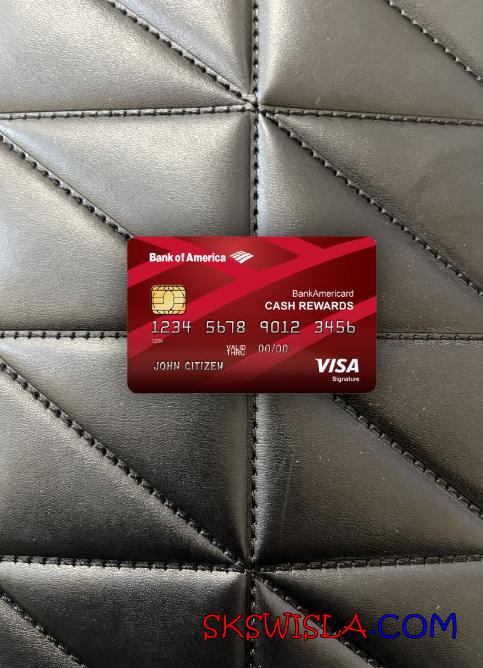 Bank of America
BankAmericard
CASH REWARDS
1234 5678 9012 3456
1234
VALID
THRU 00/00
JOHN CITIZEN
VISA
Signature
SKSWISLA.COM